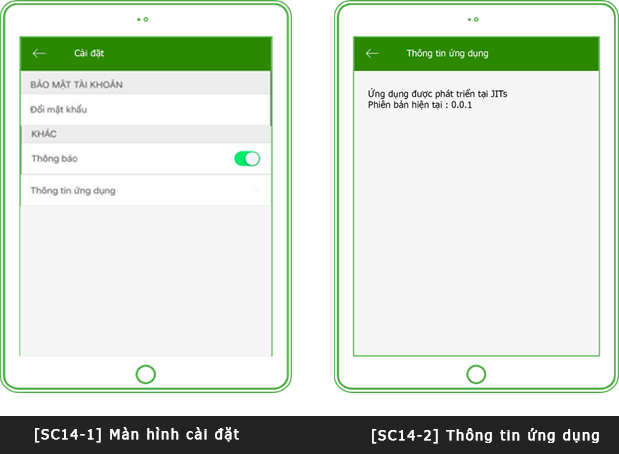 Cài đặt
BẢO MẬT TÀI KHOẢN
Đổi mật khẩu
KHÁC
Thông báo
Thông tin ứng dụng
[SC14-1] Màn hình cài đặt
Thông tin ứng dụng
Ứng dụng được phát triển tại JITs
Phiên bản hiện tại : 0.0.1
[SC14-2] Thông tin ứng dụng